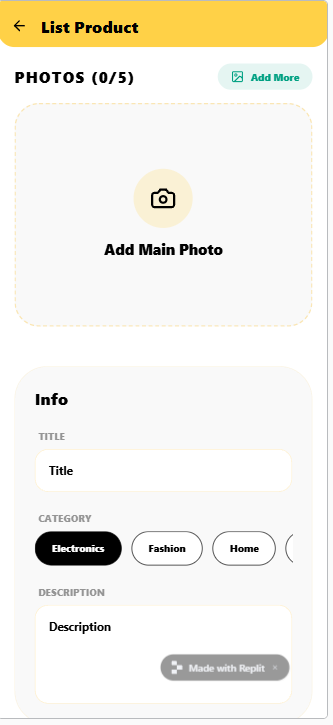 List Product
PHOTOS (0/5)
Add More
Add Main Photo
Info
TITLE
Title
CATEGORY
Electronics
Fashion
Home
DESCRIPTION
Description
Made with Replit ×